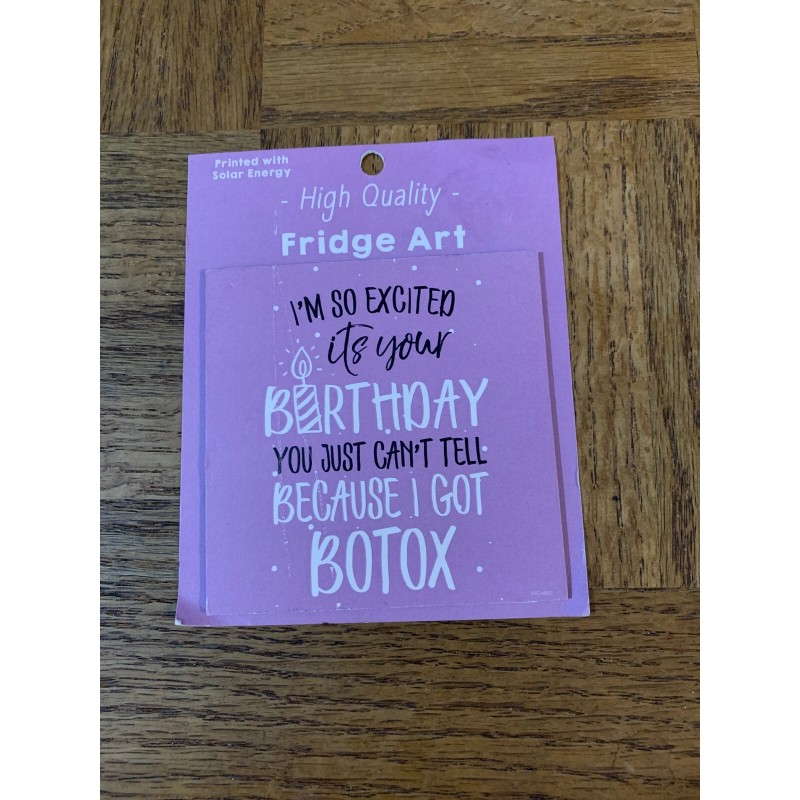 Printed with
Solar Energy
- High Quality -
Fridge Art
I'M SO EXCITED
its your
BIRTHDAY
YOU JUST CAN'T TELL
BECAUSE I GOT
BOTOX